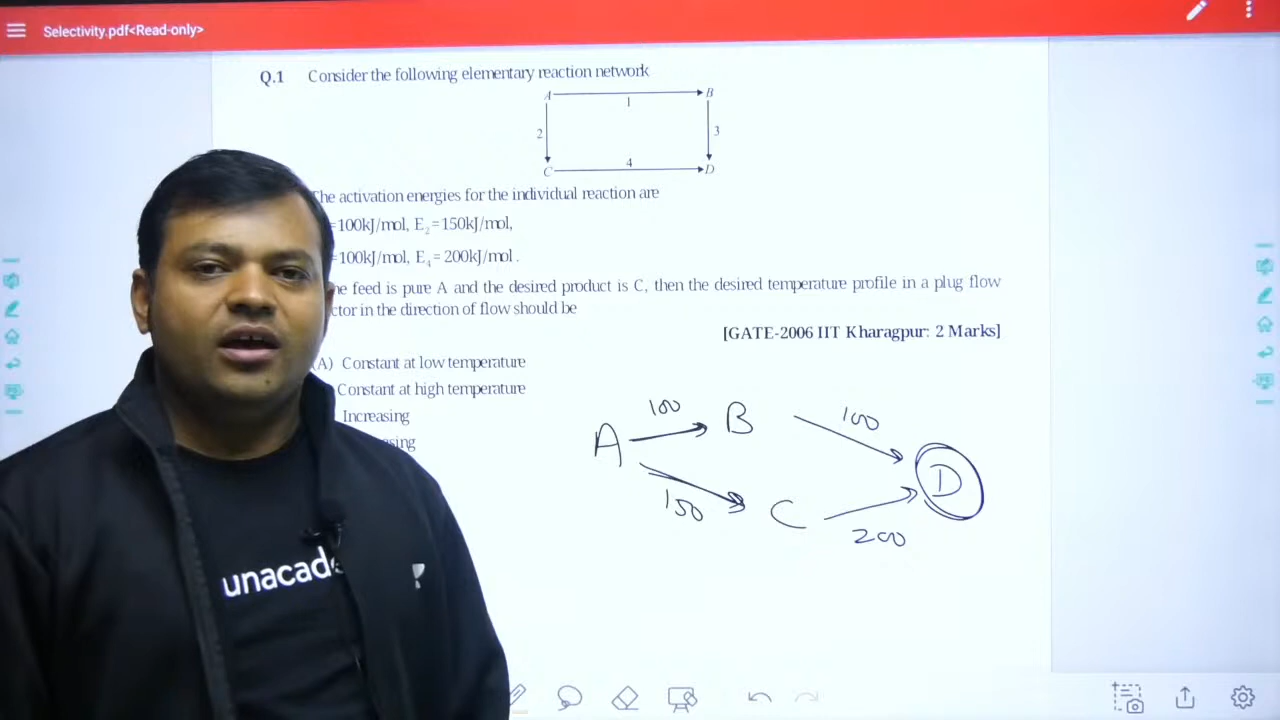 Selectivity.pdf<Read-only>
Q.1 Consider the following elementary reaction network
A B
1
2 3
4
C D
he activation energies for the individual reaction are
=100kJ/mol, E₂=150kJ/mol,
=100kJ/mol, E₄=200kJ/mol.
feed is pure A and the desired product is C, then the desired temperature profile in a plug flow
in the direction of flow should be
[GATE-2006 IIT Kharagpur: 2 Marks]
(A) Constant at low temperature
Constant at high temperature
Increasing
100 B 100
A D
150 C 200
unacad